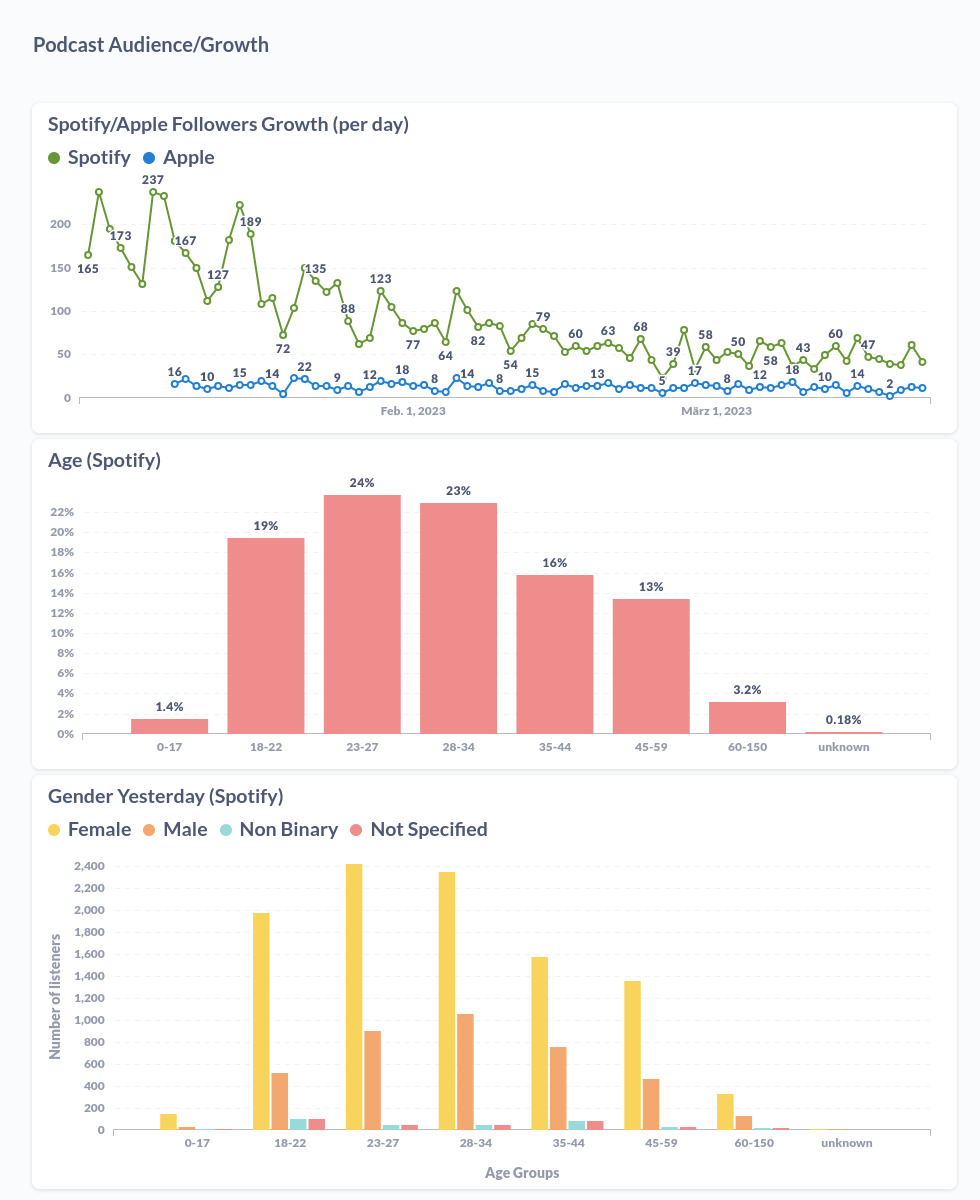 Podcast Audience/Growth
Spotify/Apple Followers Growth (per day)
Spotify Apple
237
189
173 167
200
165 127 135 123
150
88 79 60 63 68
100
72 77 64 82 54 39 58 50 58 43 60 47
50
16 10 15 14 22 9 12 18 8 14 8 15 13 5 17 8 12 18 10 14 2
0
Feb. 1, 2023 März 1, 2023
Age (Spotify)
24%
23%
22%
19%
20%
18%
16%
16%
14%
13%
12%
10%
8%
6%
4%
3.2%
2%
1.4%
0.18%
0%
0-17 18-22 23-27 28-34 35-44 45-59 60-150 unknown
Gender Yesterday (Spotify)
Female Male Non Binary Not Specified
2,400
2,200
2,000
1,800
1,600
1,400
1,200
1,000
800
600
400
200
0
Number of listeners
0-17 18-22 23-27 28-34 35-44 45-59 60-150 unknown
Age Groups